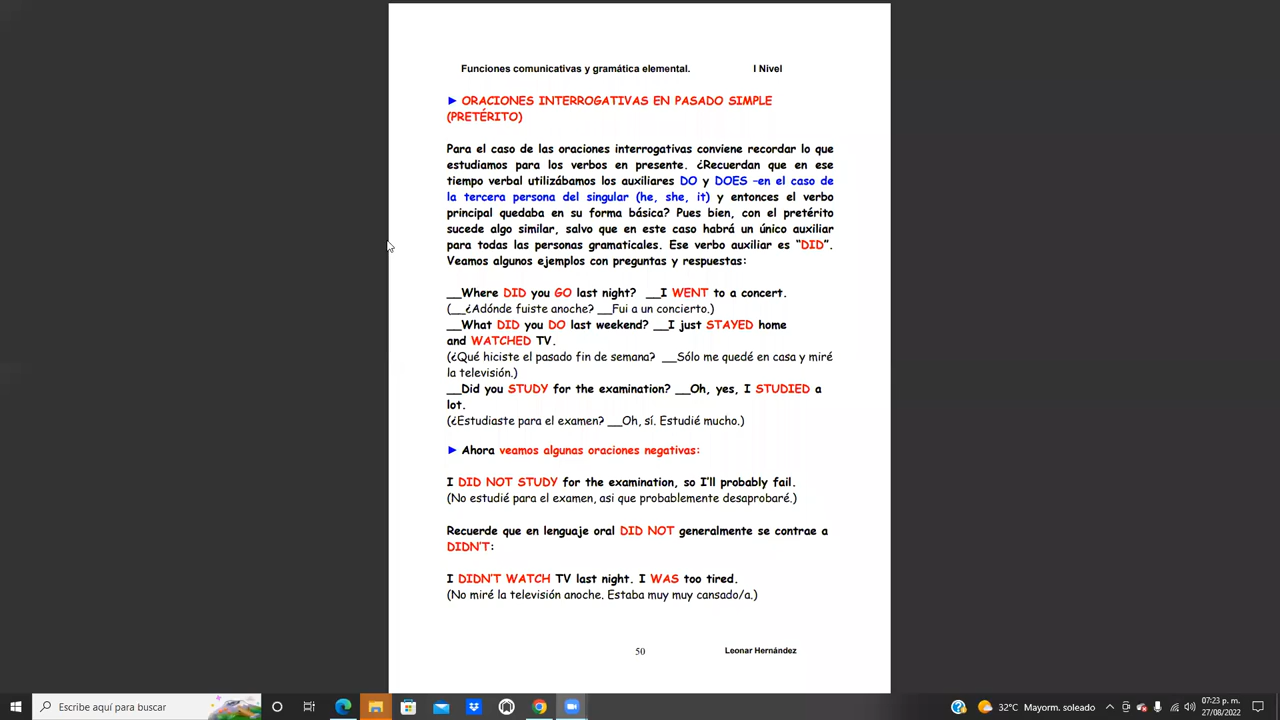 Funciones comunicativas y gramática elemental. I Nivel
► ORACIONES INTERROGATIVAS EN PASADO SIMPLE
(PRETÉRITO)
Para el caso de las oraciones interrogativas conviene recordar lo que
estudiamos para los verbos en presente. ¿Recuerdan que en ese
tiempo verbal utilizábamos los auxiliares DO y DOES –en el caso de
la tercera persona del singular (he, she, it) y entonces el verbo
principal quedaba en su forma básica? Pues bien, con el pretérito
sucede algo similar, salvo que en este caso habrá un único auxiliar
para todas las personas gramaticales. Ese verbo auxiliar es “DID”.
Veamos algunos ejemplos con preguntas y respuestas:
__Where DID you GO last night? __I WENT to a concert.
(__¿Adónde fuiste anoche? __Fui a un concierto.)
__What DID you DO last weekend? __I just STAYED home
and WATCHED TV.
(¿Qué hiciste el pasado fin de semana? __Sólo me quedé en casa y miré
la televisión.)
__Did you STUDY for the examination? __Oh, yes, I STUDIED a
lot.
(¿Estudiaste para el examen? __Oh, sí. Estudié mucho.)
► Ahora veamos algunas oraciones negativas:
I DID NOT STUDY for the examination, so I’ll probably fail.
(No estudié para el examen, asi que probablemente desaprobaré.)
Recuerde que en lenguaje oral DID NOT generalmente se contrae a
DIDN’T:
I DIDN’T WATCH TV last night. I WAS too tired.
(No miré la televisión anoche. Estaba muy muy cansado/a.)
50 Leonar Hernández
Escribe aquí para buscar
32°C Mayorm. soleado
07:23 p. m.
27/08/2022